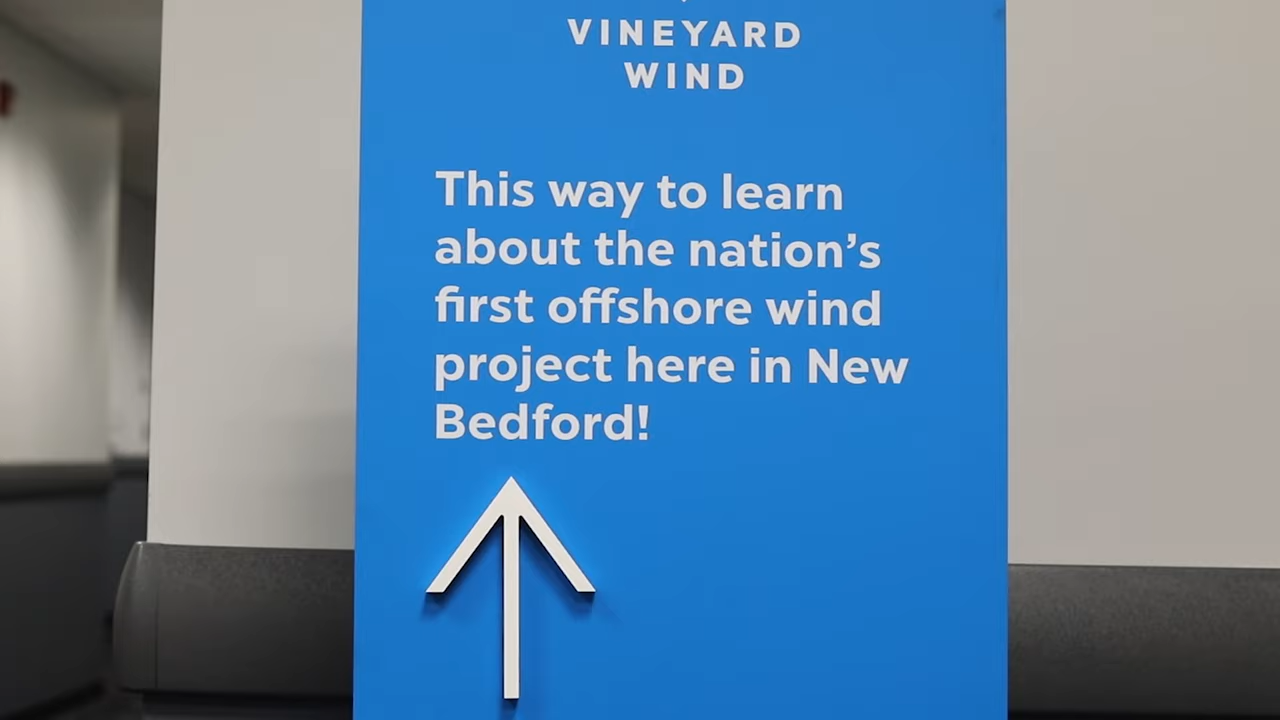 VINEYARD
WIND
This way to learn
about the nation’s
first offshore wind
project here in New
Bedford!